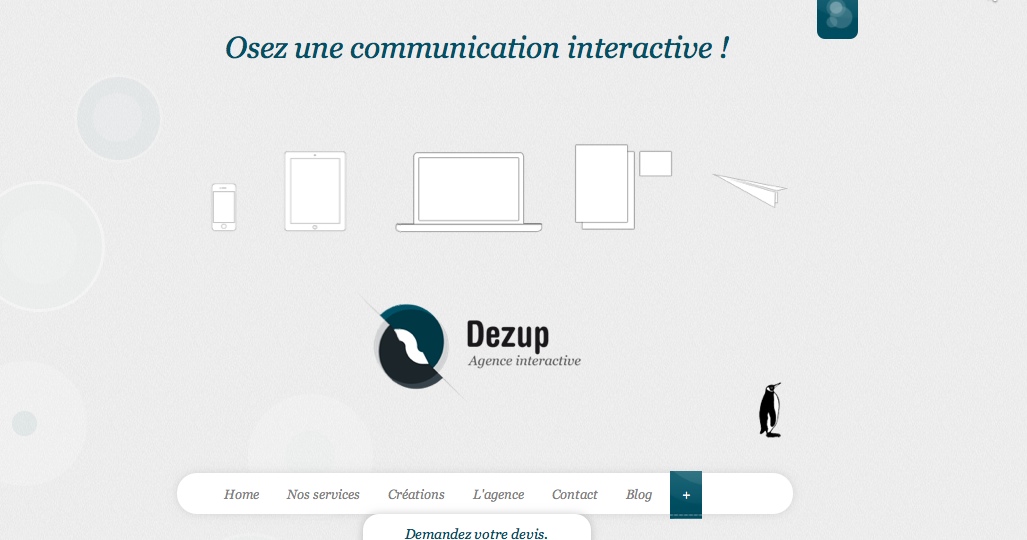 Osez une communication interactive !
Dezup
Agence interactive
Home Nos services Créations L'agence Contact Blog +
Demandez votre devis.